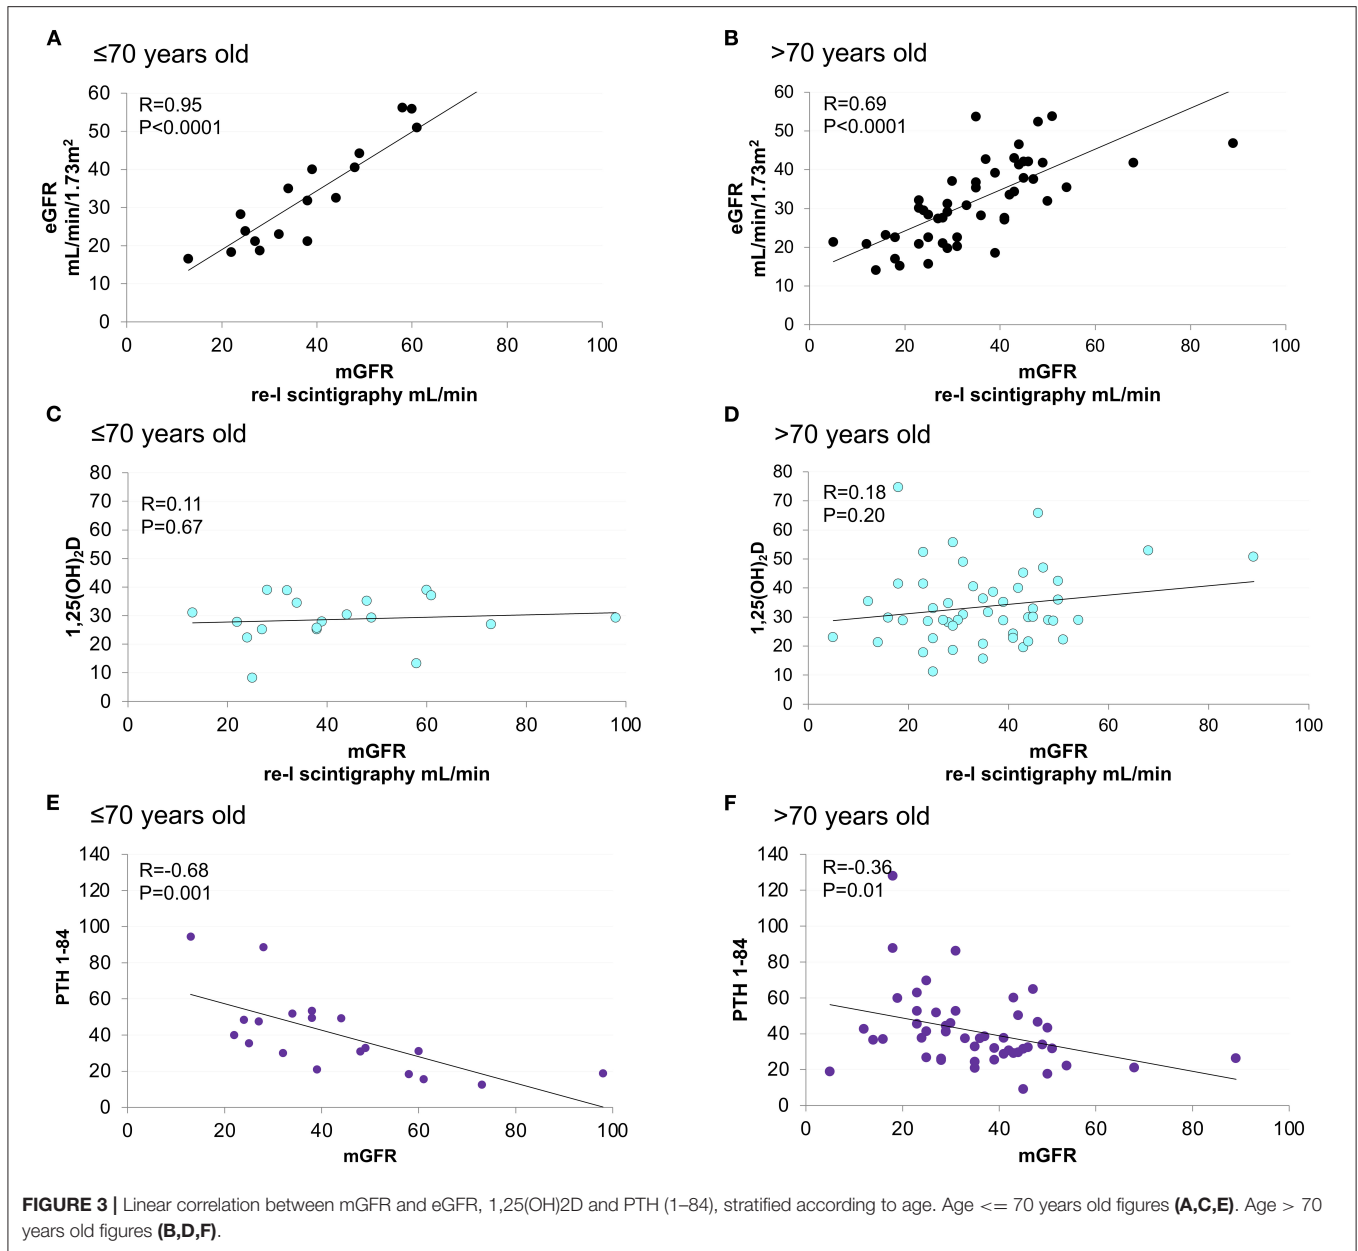 A
≤70 years old
R=0.95
P<0.0001
60
50
40
30
20
10
0
eGFR
mL/min/1.73m²
0 20 40 60 80 100
mGFR
re-l scintigraphy mL/min
B
>70 years old
R=0.69
P<0.0001
60
50
40
30
20
10
0
eGFR
mL/min/1.73m²
0 20 40 60 80 100
mGFR
re-l scintigraphy mL/min
C
≤70 years old
R=0.11
P=0.67
80
70
60
50
40
30
20
10
0
1,25(OH)₂D
0 20 40 60 80 100
mGFR
re-l scintigraphy mL/min
D
>70 years old
R=0.18
P=0.20
80
70
60
50
40
30
20
10
0
1,25(OH)₂D
0 20 40 60 80 100
mGFR
re-l scintigraphy mL/min
E
≤70 years old
R=-0.68
P=0.001
140
120
100
80
60
40
20
0
PTH 1-84
0 20 40 60 80 100
mGFR
F
>70 years old
R=-0.36
P=0.01
140
120
100
80
60
40
20
0
PTH 1-84
0 20 40 60 80 100
mGFR
FIGURE 3 | Linear correlation between mGFR and eGFR, 1,25(OH)2D and PTH (1–84), stratified according to age. Age <= 70 years old figures (A,C,E). Age > 70
years old figures (B,D,F).